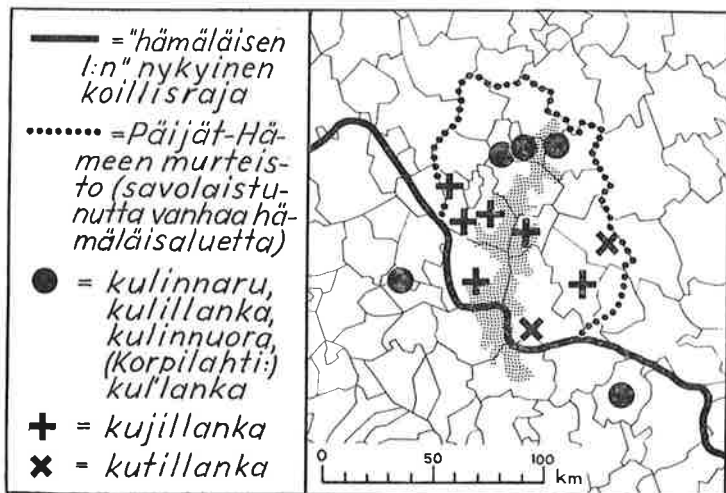 = "hämäläisen
l:n" nykyinen
koillisraja
= Päijät-Hä-
meen murteis-
to (savolaistu-
nutta vanhaa hä-
mäläisaluetta)
= kulinnaru,
kulillanka,
kulinnuora,
(Korpilahti:)
kul'lanka
= kujillanka
= kutillanka
0 50 100
km